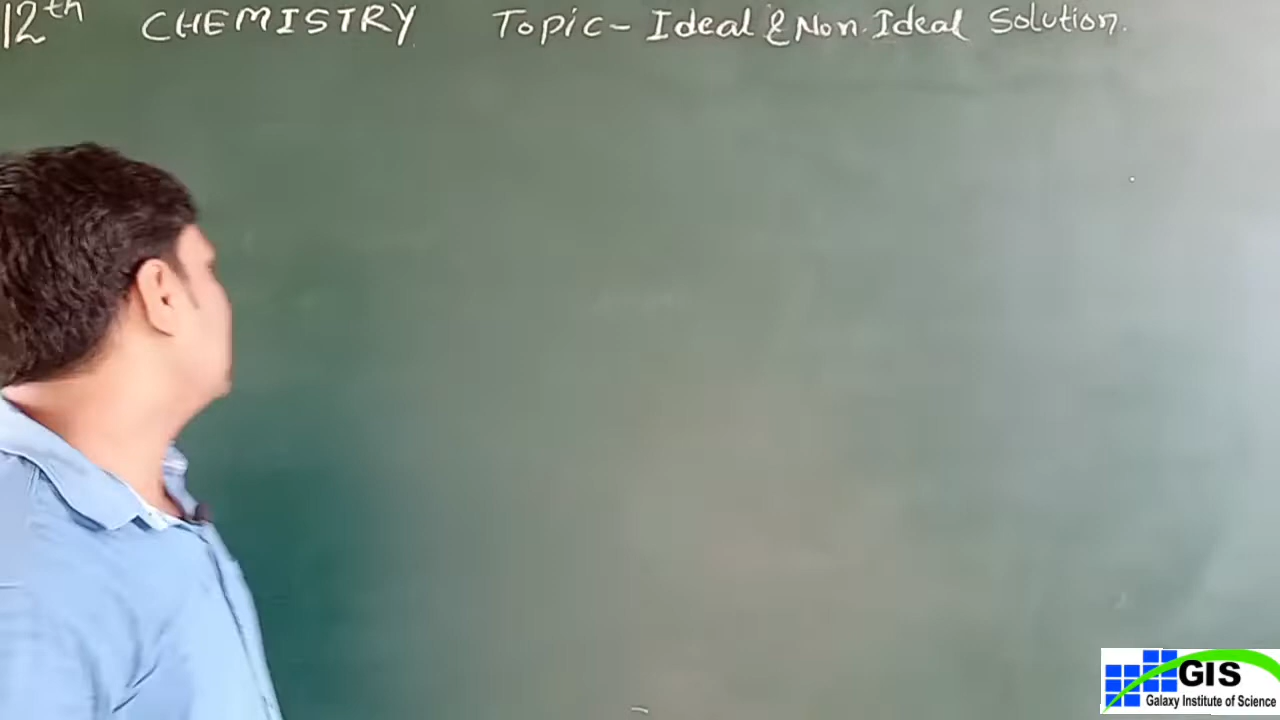 12th CHEMISTRY Topic- Ideal & Non. Ideal Solution.
GIS
Galaxy Institute of Science